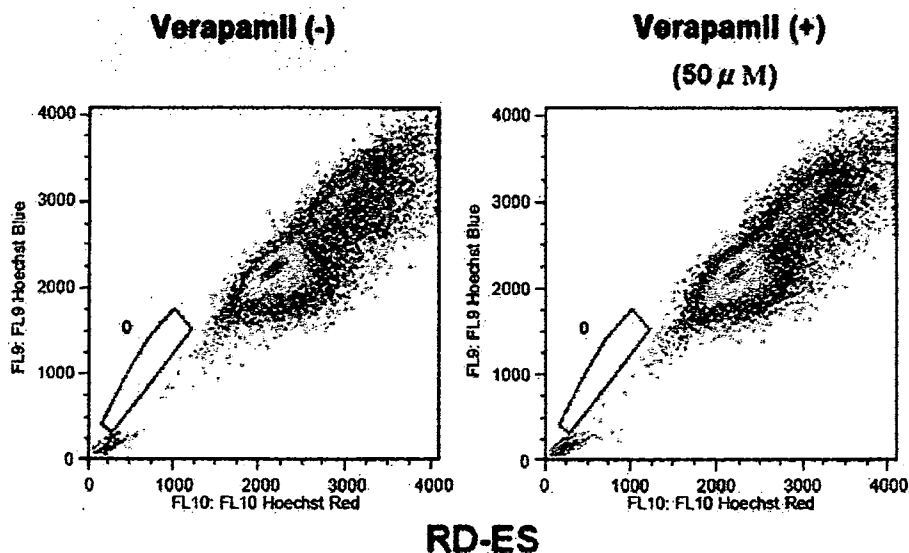 Verapamil (-)
Verapamil (+)
(50 μ M)
4000
3000
2000
1000
0
FL9: FL9 Hoechst Blue
0
0 1000 2000 3000 4000
FL10: FL10 Hoechst Red
4000
3000
2000
1000
0
FL9: FL9 Hoechst Blue
0
0 1000 2000 3000 4000
FL10: FL10 Hoechst Red
RD-ES